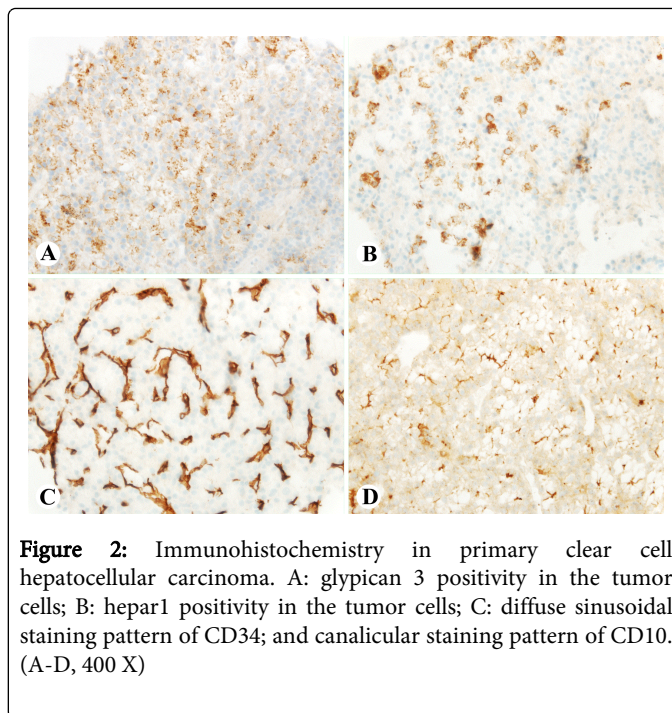 A
B
C
D
Figure 2: Immunohistochemistry in primary clear cell
hepatocellular carcinoma. A: glypican 3 positivity in the tumor
cells; B: hepar1 positivity in the tumor cells; C: diffuse sinusoidal
staining pattern of CD34; and canalicular staining pattern of CD10.
(A-D, 400 X)